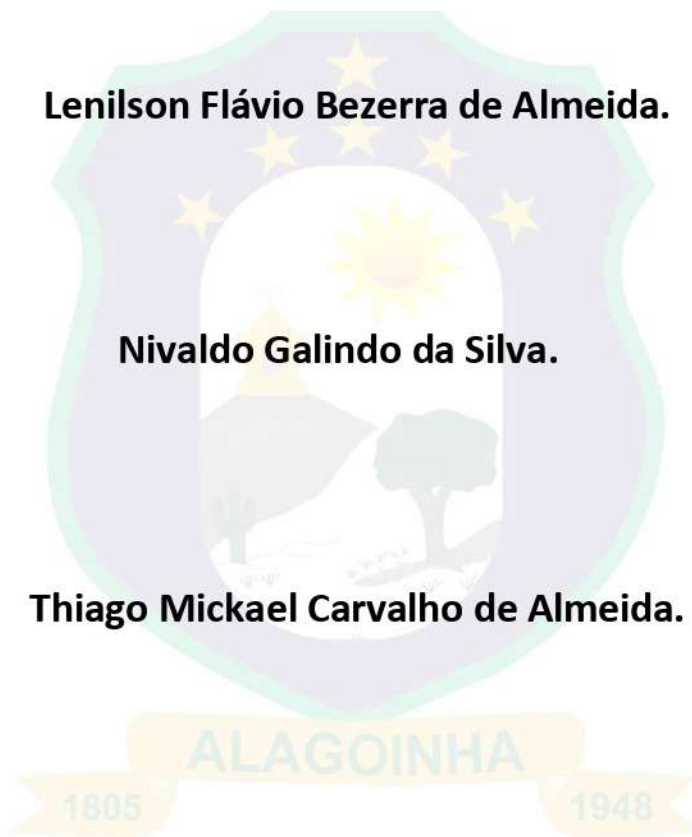 Lenilson Flávio Bezerra de Almeida.
Nivaldo Galindo da Silva.
Thiago Mickael Carvalho de Almeida.
ALAGOINHA
1805 1948